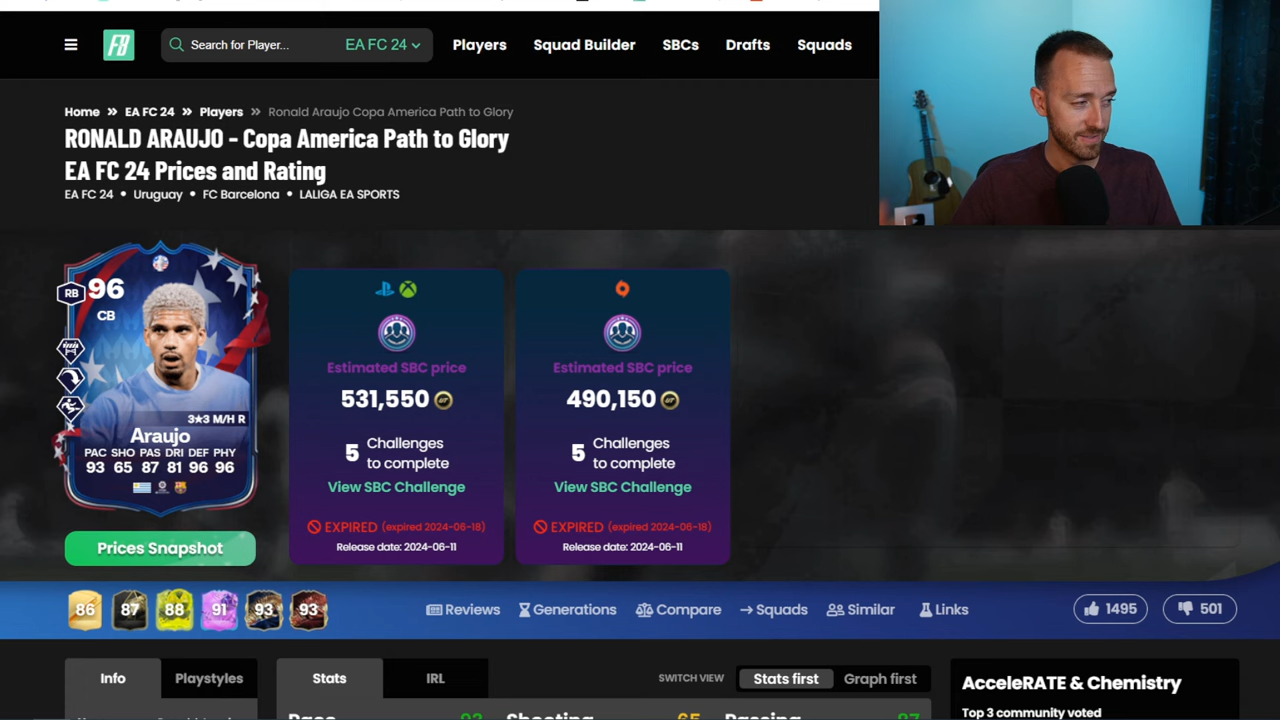 Search for Player...
EA FC 24
Players
Squad Builder
SBCs
Drafts
Squads
Home » EA FC 24 » Players » Ronald Araujo Copa America Path to Glory
RONALD ARAUJO - Copa America Path to Glory
EA FC 24 Prices and Rating
EA FC 24 • Uruguay • FC Barcelona • LALIGA EA SPORTS
RB
96
CB
3★3 M/H R
Araujo
PAC SHO PAS DRI DEF PHY
93 65 87 81 96 96
Prices Snapshot
Estimated SBC price
531,550
5 Challenges
to complete
View SBC Challenge
EXPIRED (expired 2024-06-18)
Release date: 2024-06-11
Estimated SBC price
490,150
5 Challenges
to complete
View SBC Challenge
EXPIRED (expired 2024-06-18)
Release date: 2024-06-11
86
87
88
91
93
93
Reviews
Generations
Compare
Squads
Similar
Links
1495
501
Info
Playstyles
Stats
IRL
SWITCH VIEW
Stats first
Graph first
AcceleRATE & Chemistry
Top 3 community voted
Pace
93
Shooting
65
Passing
87